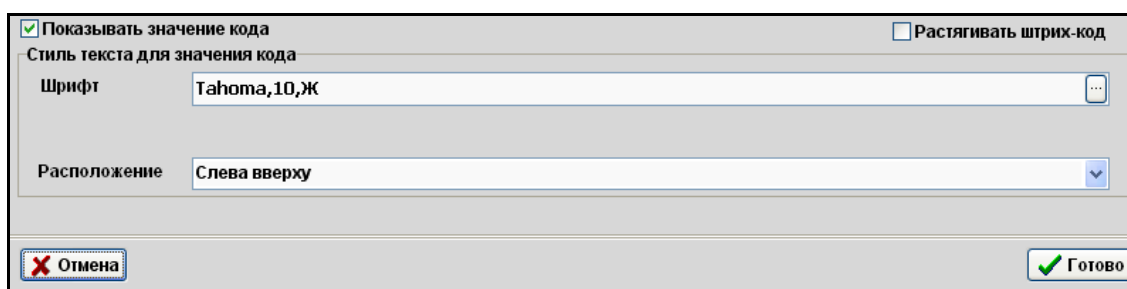 Показывать значение кода Растягивать штрих-код
Стиль текста для значения кода
Шрифт Tahoma,10,Ж ...
Расположение Слева вверху
Отмена Готово